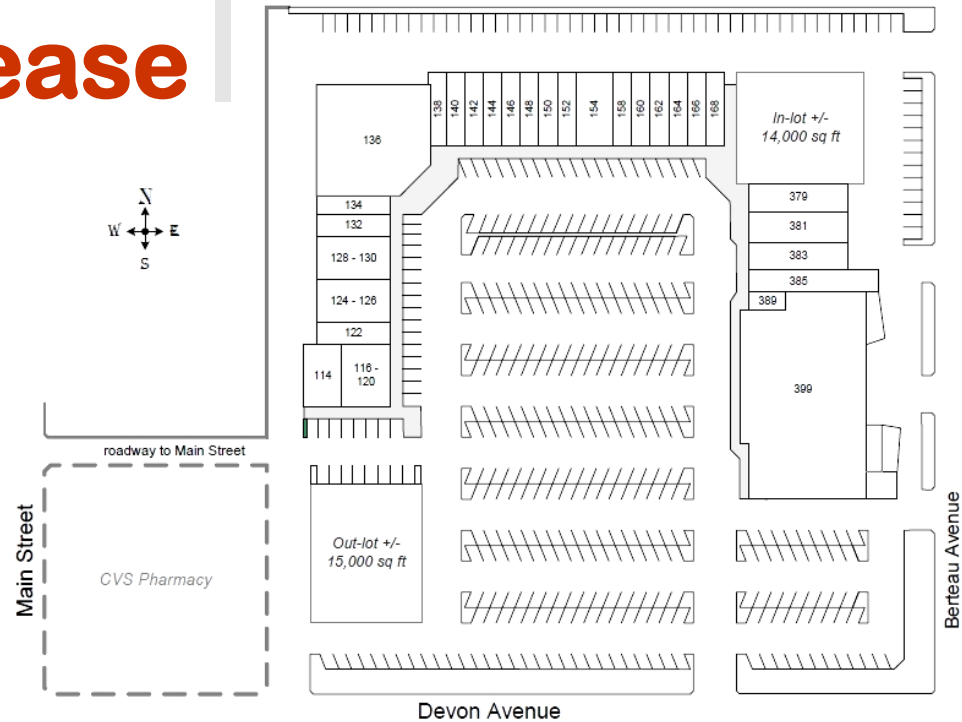 ease
138
140
142
144
146
148
150
152
154
158
160
162
164
166
168
In-lot +/-
14,000 sq ft
136
379
134
381
132
N
W E
S
128 - 130
383
385
124 - 126
389
122
114
116 -
120
399
roadway to Main Street
Main Street
CVS Pharmacy
Out-lot +/-
15,000 sq ft
Berteau Avenue
Devon Avenue